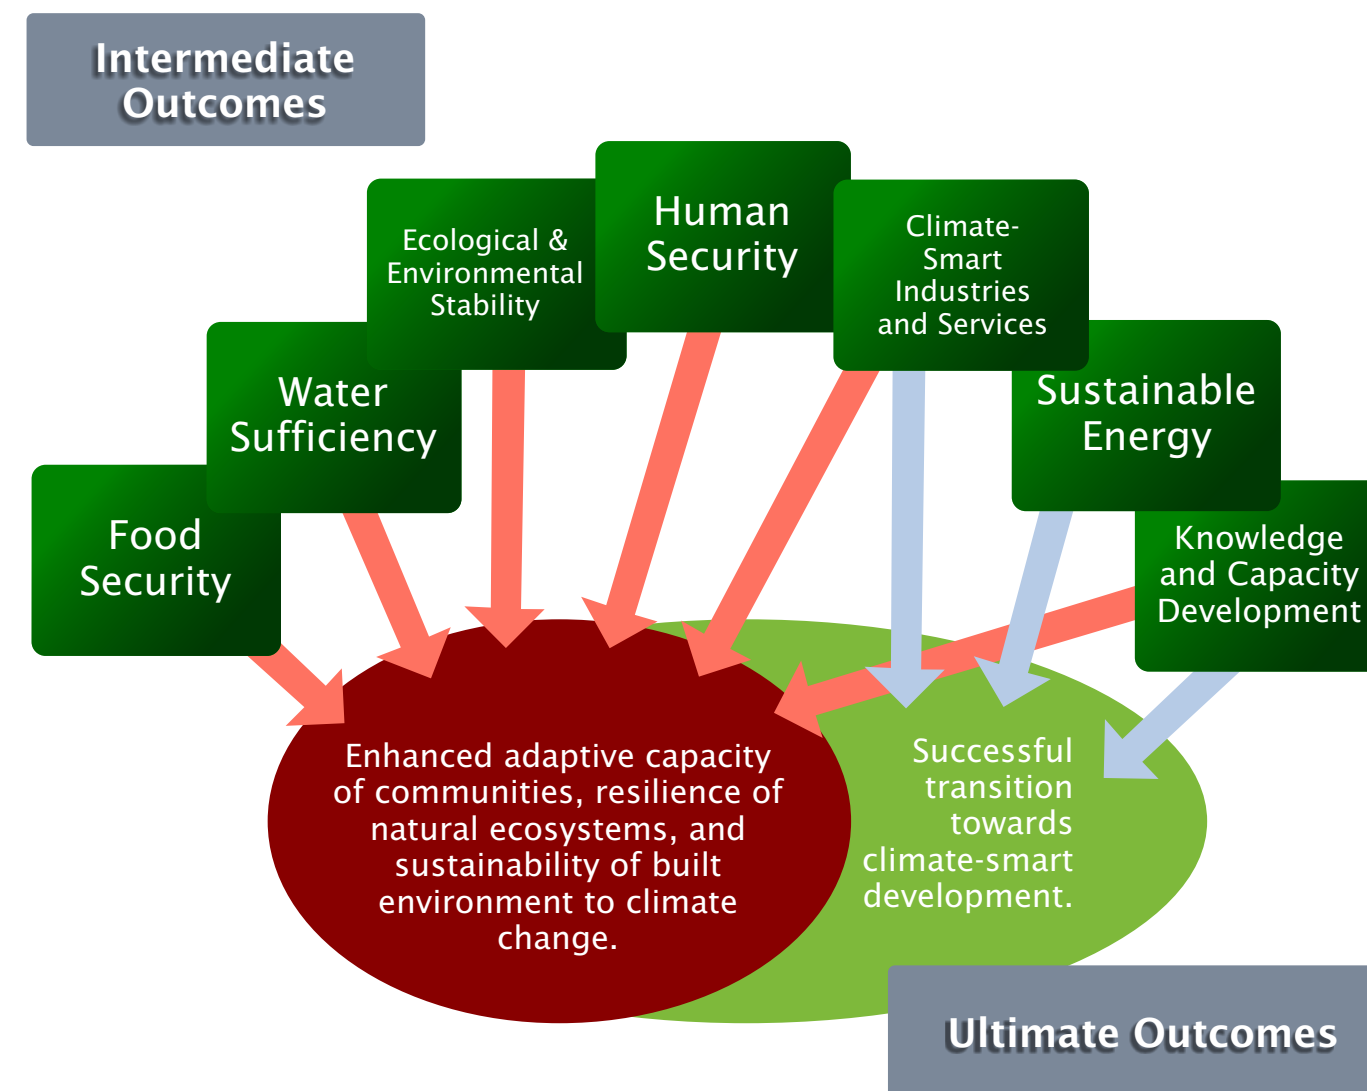 Intermediate
Outcomes
Human
Security
Ecological &
Environmental
Stability
Climate-
Smart
Industries
and Services
Water
Sufficiency
Sustainable
Energy
Food
Security
Knowledge
and Capacity
Development
Enhanced adaptive capacity
of communities, resilience of
natural ecosystems, and
sustainability of built
environment to climate
change.
Successful
transition
towards
climate-smart
development.
Ultimate Outcomes